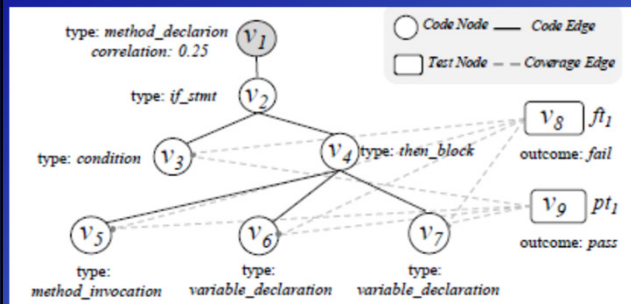 type: method_declarion
correlation: 0.25
v1
Code Node
Code Edge
Test Node
Coverage Edge
type: if_stmt
v2
v8 ft1
type: condition
v3
v4
type: then_block
outcome: fail
v9 pt1
v5
v6
v7
outcome: pass
type:
method_invocation
type:
variable_declaration
type:
variable_declaration